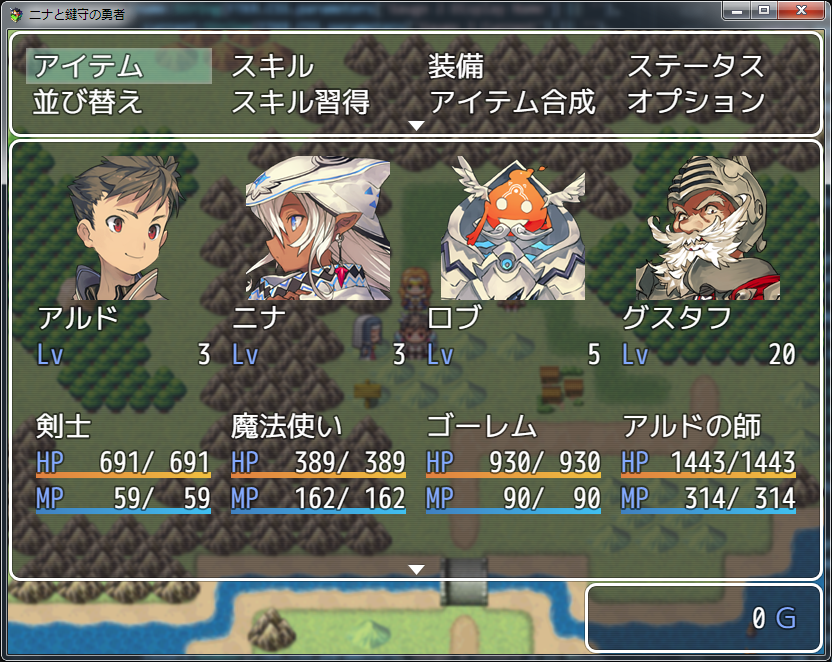 ニナと鍵守の勇者
アイテム スキル 装備 ステータス
並び替え スキル習得 アイテム合成 オプション
アルド ニナ ロブ グスタフ
Lv 3 Lv 3 Lv 5 Lv 20
剣士 魔法使い ゴーレム アルドの師
HP 691/ 691 HP 389/ 389 HP 930/ 930 HP 1443/1443
MP 59/ 59 MP 162/ 162 MP 90/ 90 MP 314/ 314
0 G